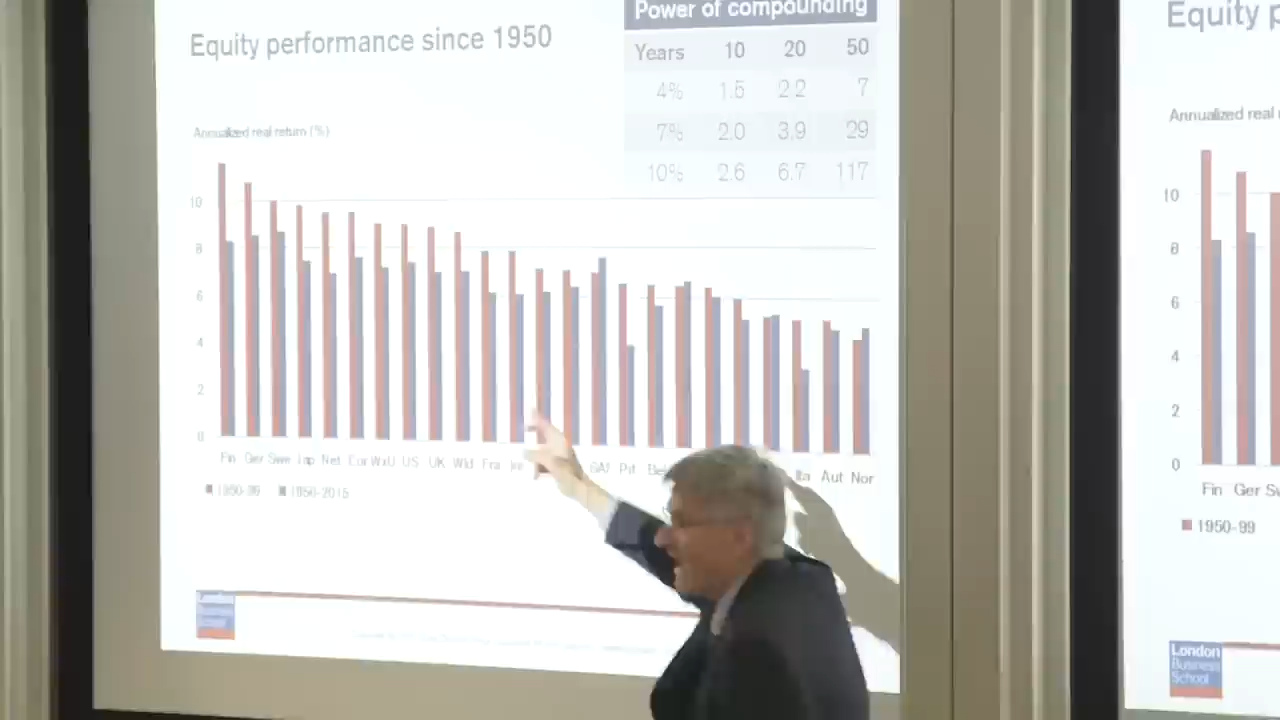 Power of compounding
Equity performance since 1950
Years 10 20 50
4% 1.5 2.2 7
7% 2.0 3.9 29
10% 2.6 6.7 117
Annualized real return (%)
10
8
6
4
2
0
Fin Ger Swe Jap Net Eur WxU US UK Wld Fra SAf Prt Bel Ita Aut Nor
1950-99 1950-2015
Equity p
Annualized real
10
8
6
4
2
0
Fin Ger Sw
1950-99
London
Business
School